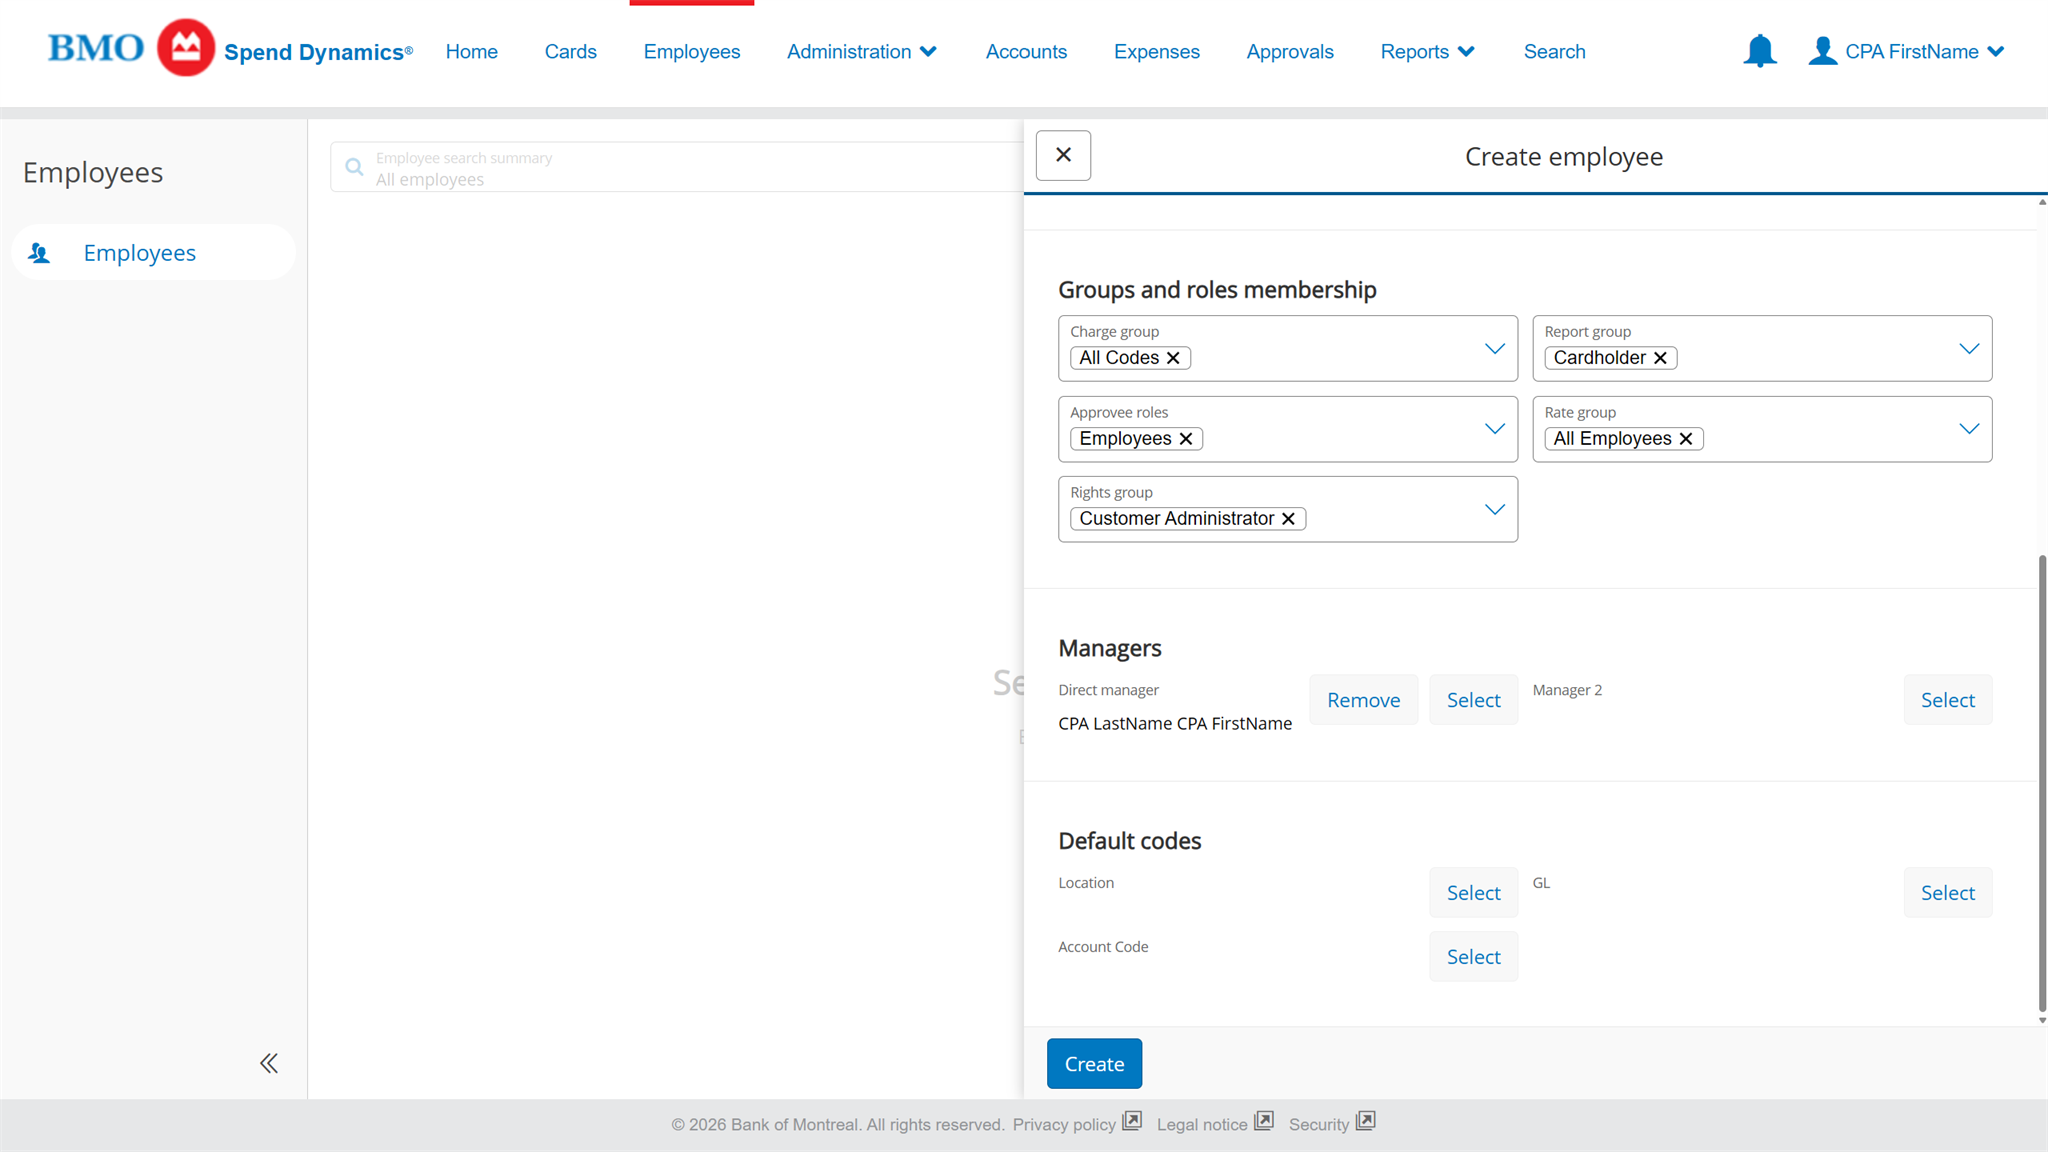 BMO Spend Dynamics® Home Cards Employees Administration Accounts Expenses Approvals Reports Search CPA FirstName
Employees
Employees
Employee search summary
All employees
Create employee
Groups and roles membership
Charge group
All Codes
Report group
Cardholder
Approvee roles
Employees
Rate group
All Employees
Rights group
Customer Administrator
Se
Managers
Direct manager
CPA LastName CPA FirstName
Remove Select
Manager 2
Select
Default codes
Location
Select
GL
Select
Account Code
Select
Create
© 2026 Bank of Montreal. All rights reserved. Privacy policy Legal notice Security